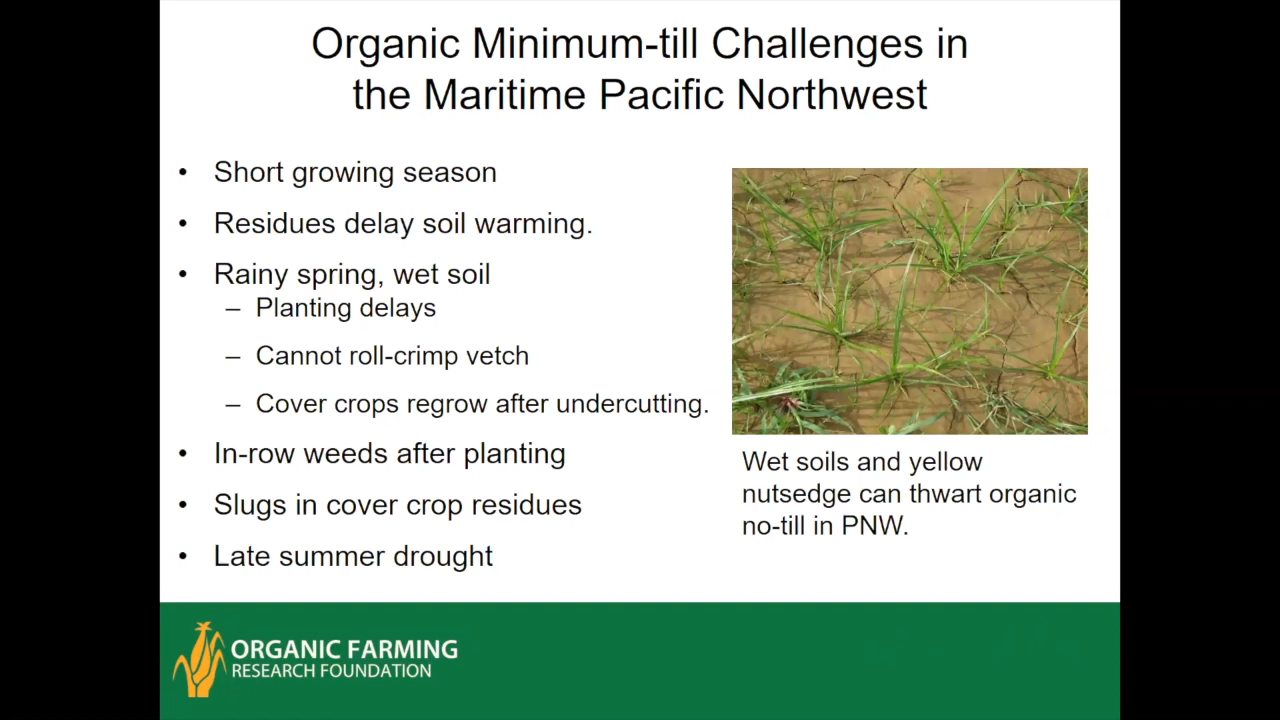 Organic Minimum-till Challenges in
the Maritime Pacific Northwest
• Short growing season
• Residues delay soil warming.
• Rainy spring, wet soil
– Planting delays
– Cannot roll-crimp vetch
– Cover crops regrow after undercutting.
• In-row weeds after planting
• Slugs in cover crop residues
• Late summer drought
Wet soils and yellow
nutsedge can thwart organic
no-till in PNW.
ORGANIC FARMING
RESEARCH FOUNDATION